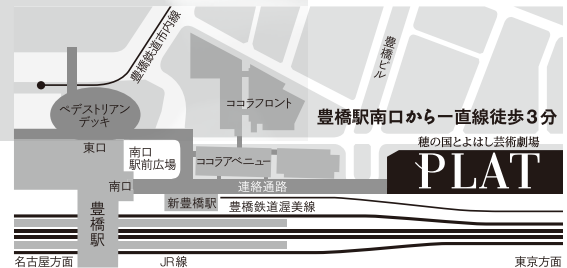 豊橋鉄道市内線
豊橋ビル
ペデストリアン
デッキ
ココラフロント
豊橋駅南口から一直線徒歩3分
穂の国とよはし芸術劇場
PLAT
東口
南口
駅前広場
ココラアベニュー
南口
連絡通路
豊橋駅
新豊橋駅
豊橋鉄道渥美線
名古屋方面
JR線
東京方面